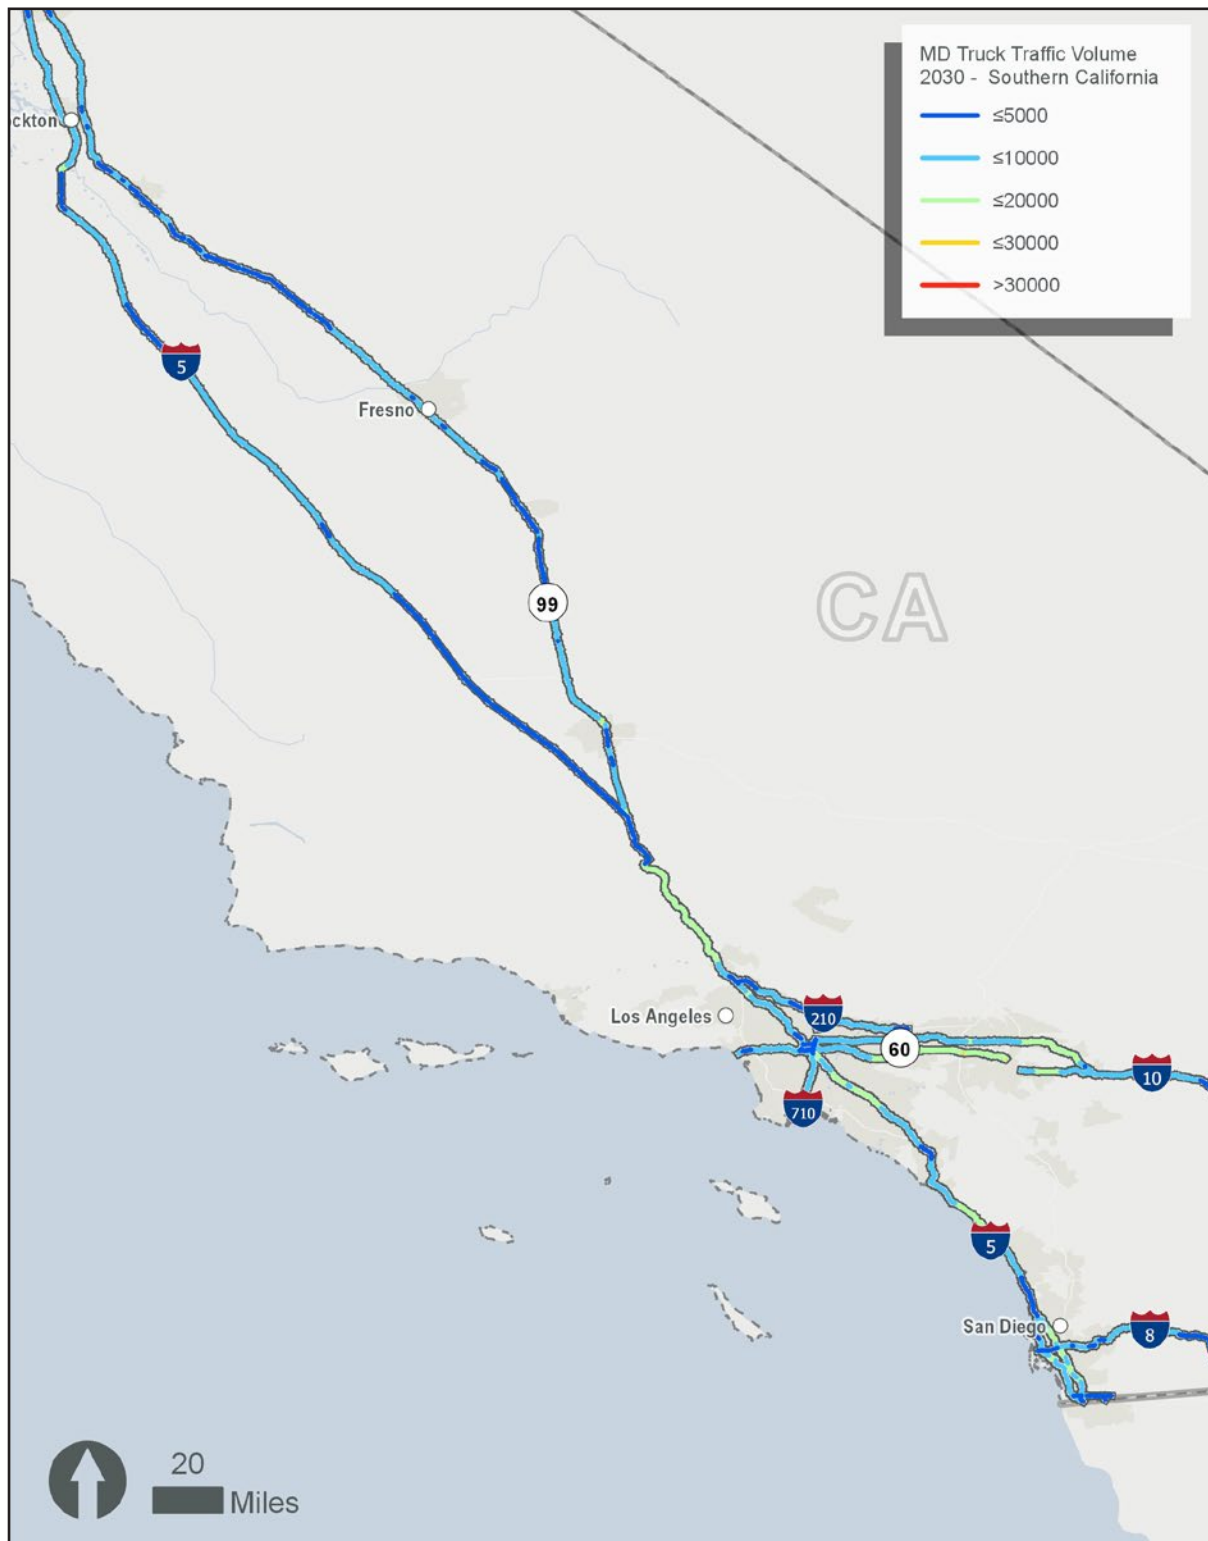 MD Truck Traffic Volume
2030 - Southern California
≤5000
≤10000
≤20000
≤30000
>30000
ckton
5
Fresno
99
CA
Los Angeles
210
60
10
710
5
San Diego
8
20
Miles